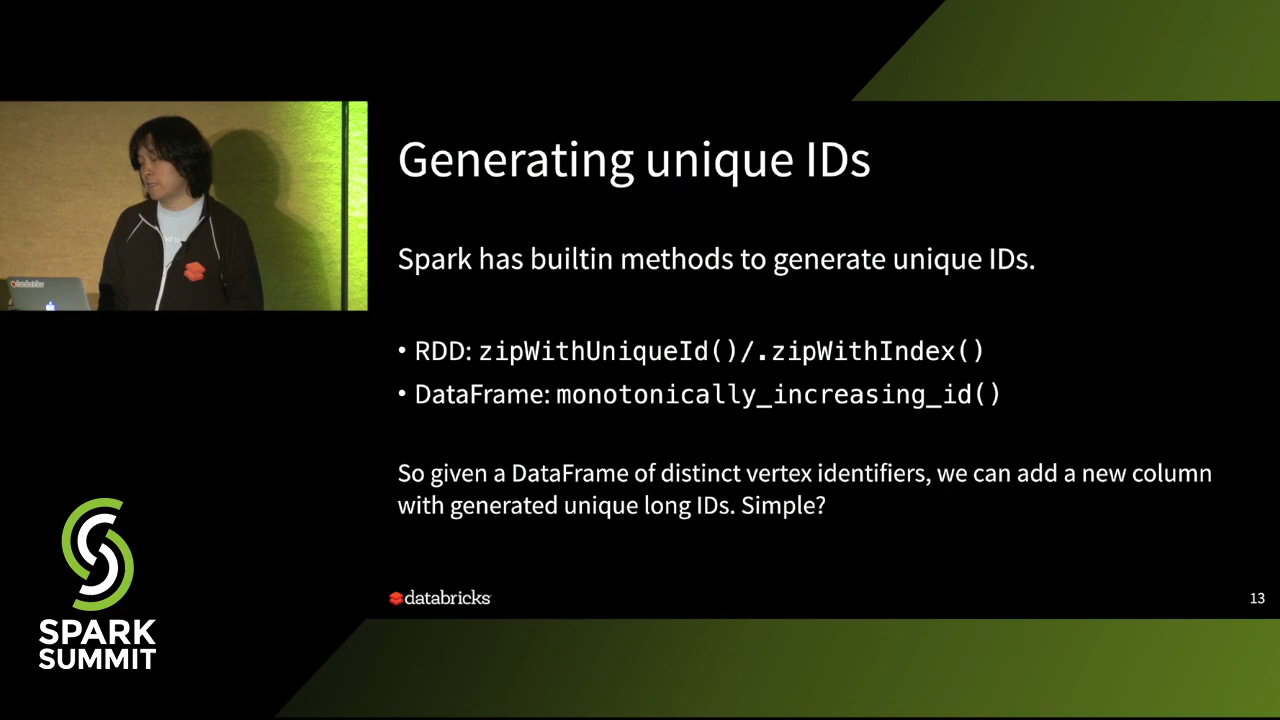 Generating unique IDs
Spark has builtin methods to generate unique IDs.
• RDD: zipWithUniqueId()/.zipWithIndex()
• DataFrame: monotonically_increasing_id()
So given a DataFrame of distinct vertex identifiers, we can add a new column
with generated unique long IDs. Simple?
databricks
13
databricks
SPARK
SUMMIT